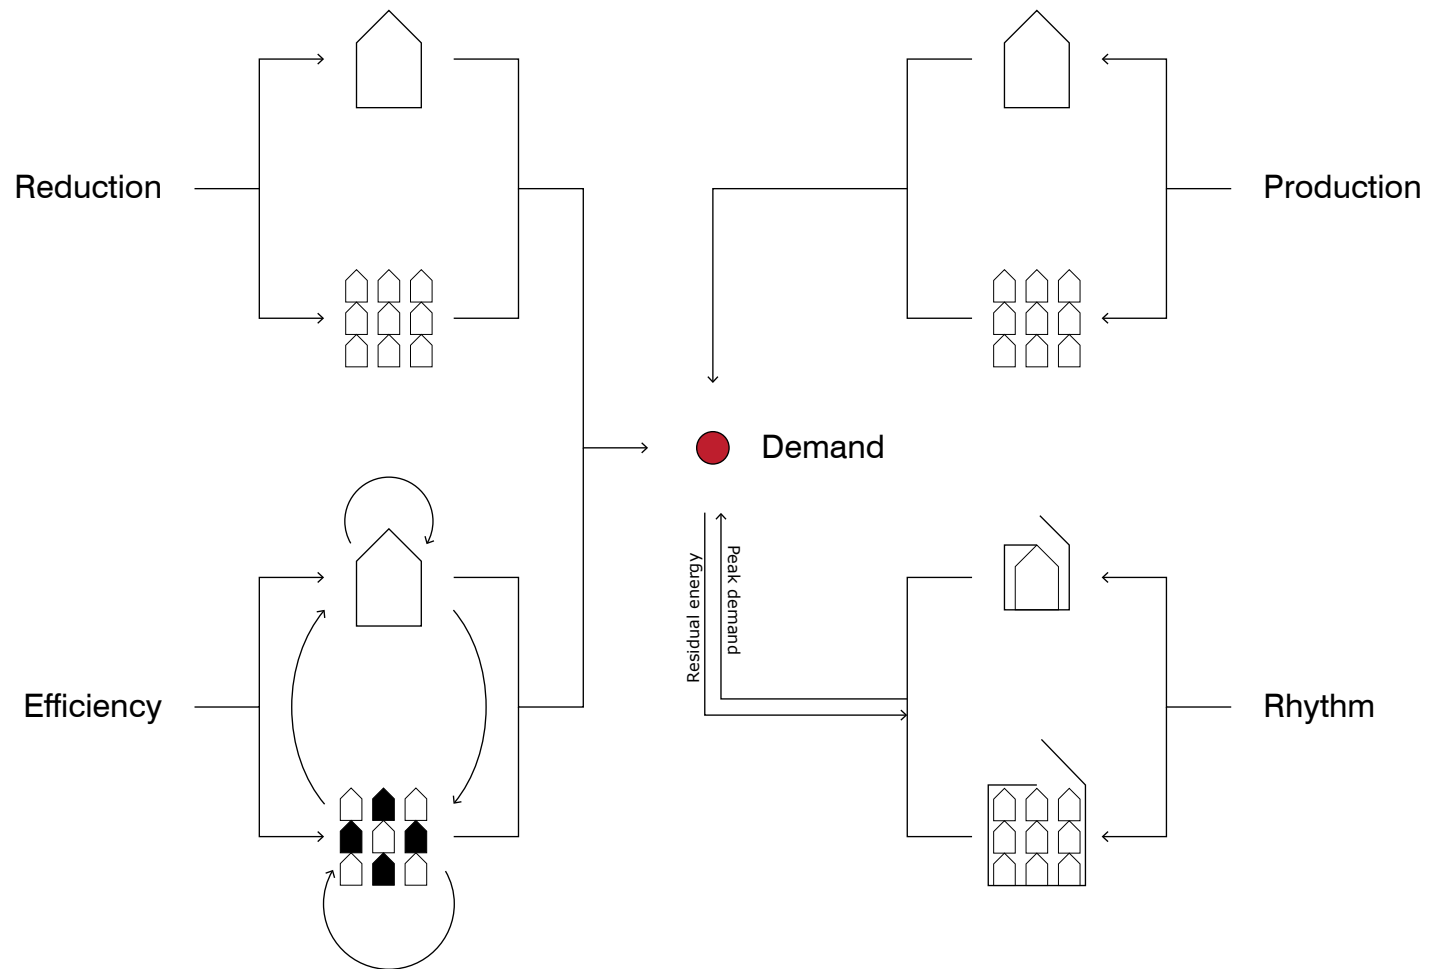 Reduction
Production
Demand
Residual energy
Peak demand
Efficiency
Rhythm